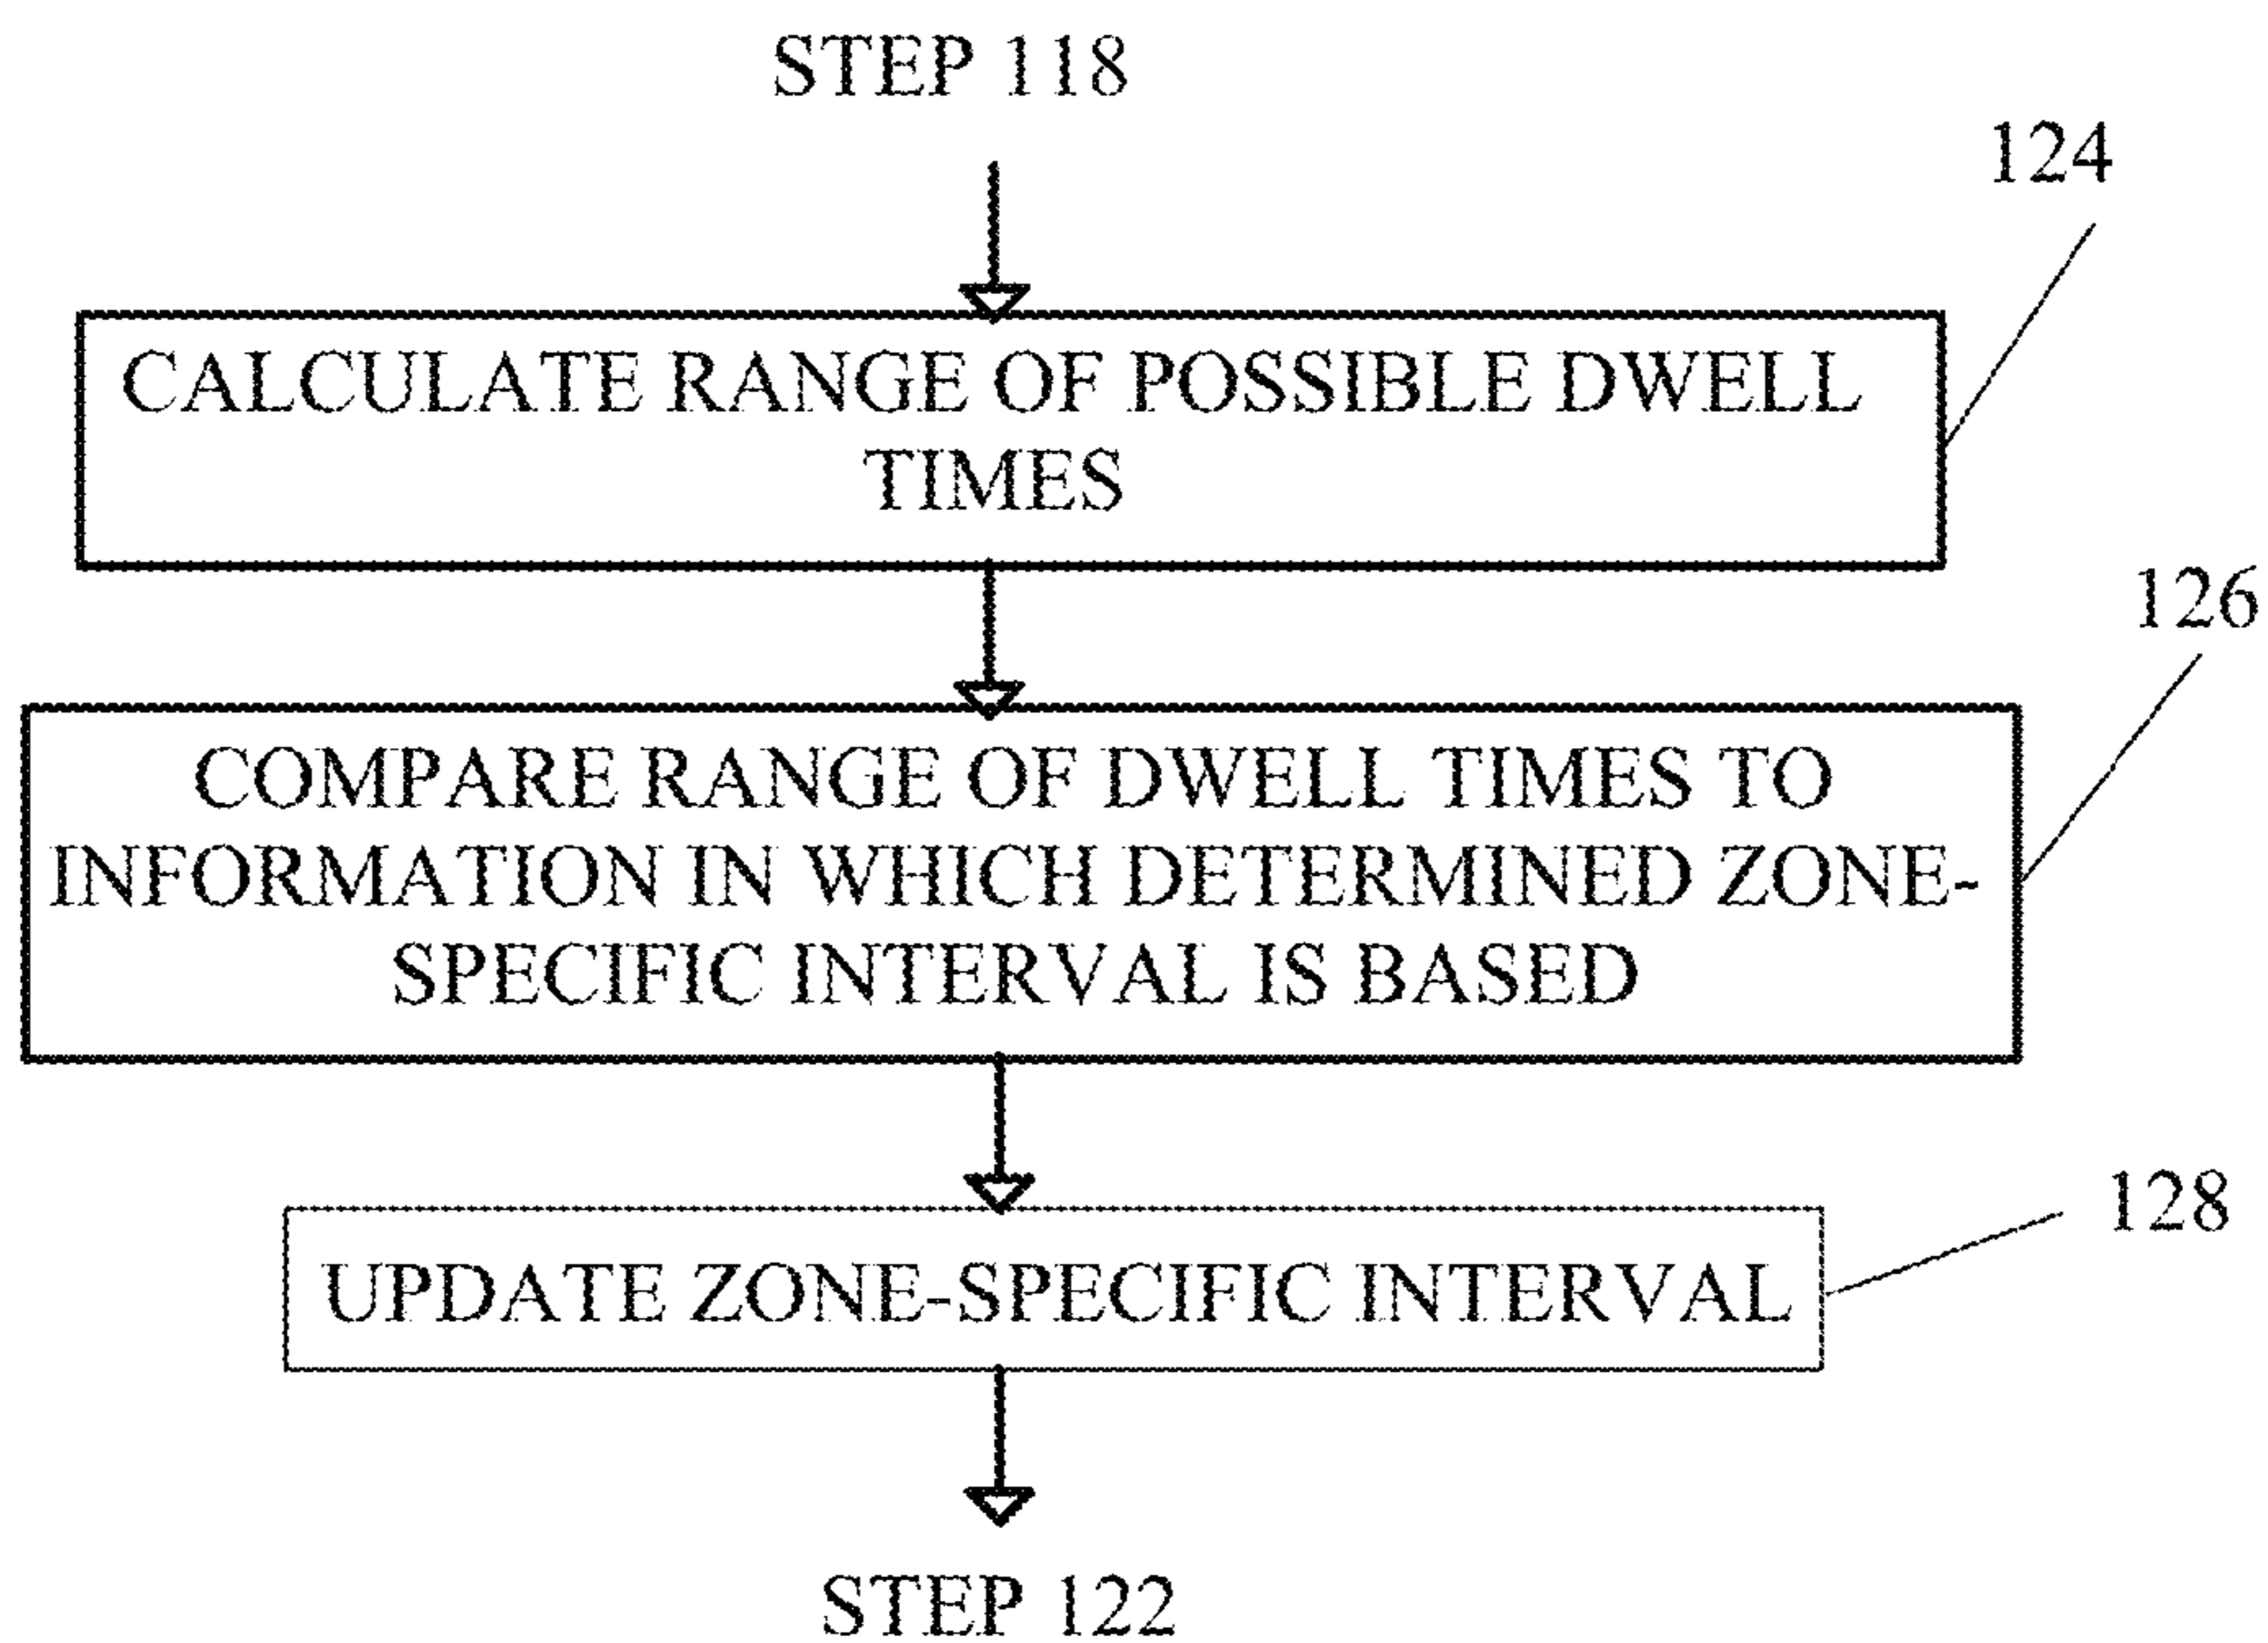 STEP 118
124
CALCULATE RANGE OF POSSIBLE DWELL
TIMES
126
COMPARE RANGE OF DWELL TIMES TO
INFORMATION IN WHICH DETERMINED ZONE-
SPECIFIC INTERVAL IS BASED
128
UPDATE ZONE-SPECIFIC INTERVAL
STEP 122